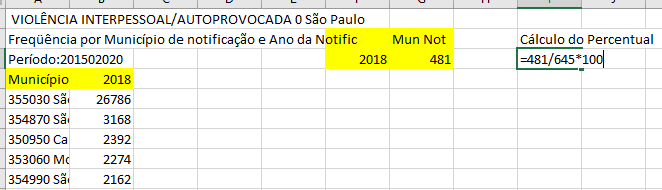 VIOLÊNCIA INTERPESSOAL/AUTOPROVOCADA 0 São Paulo
Freqüência por Município de notificação e Ano da Notific Mun Not Cálculo do Percentual
Período:201502020 2018 481 =481/645*100
Município 2018
355030 São 26786
354870 São 3168
350950 Ca 2392
353060 Mo 2274
354990 São 2162